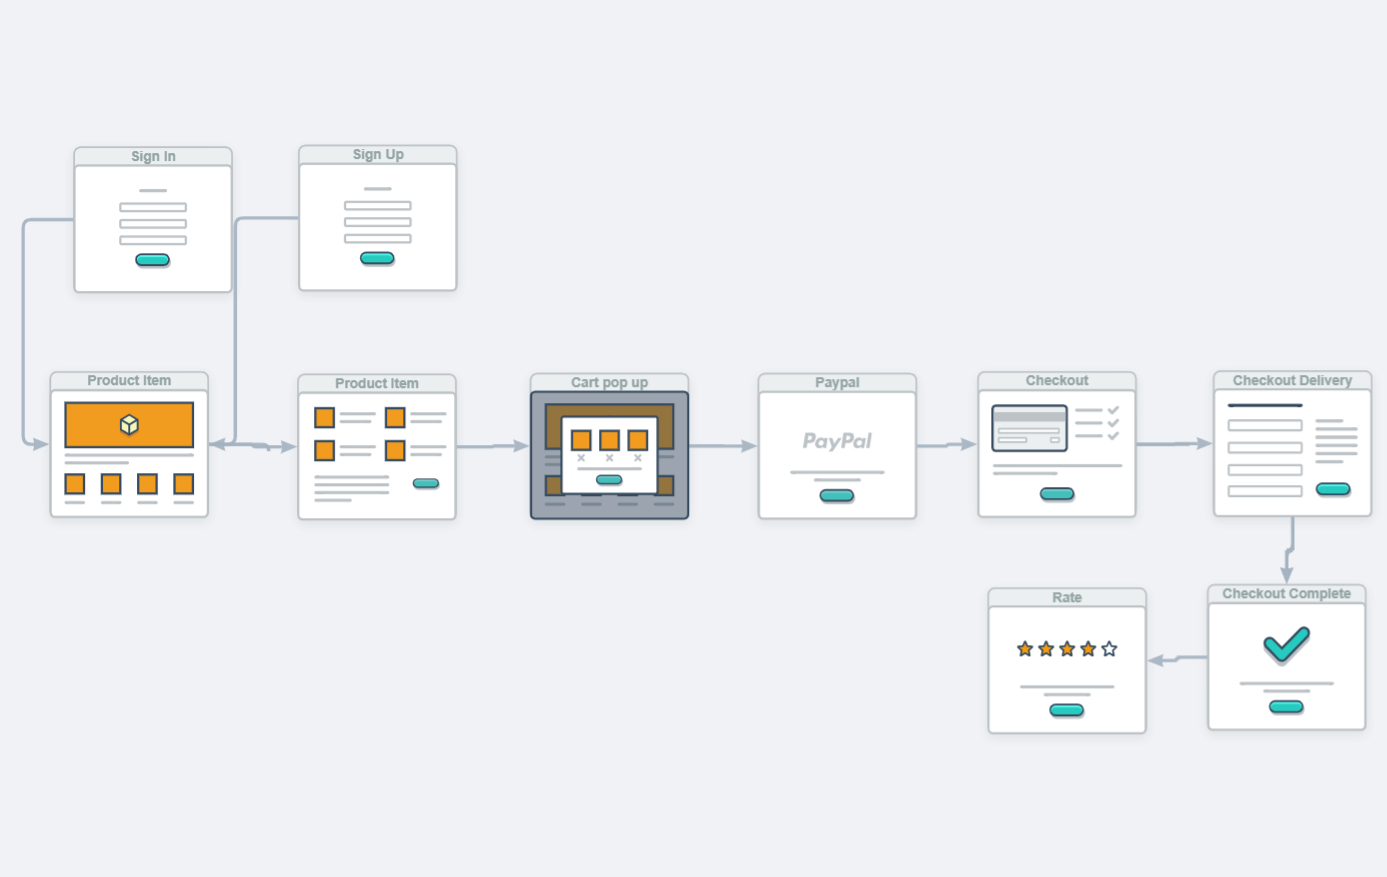 Sign In
Sign Up
Product Item
Product Item
Cart pop up
Paypal
PayPal
Checkout
Checkout Delivery
Rate
Checkout Complete